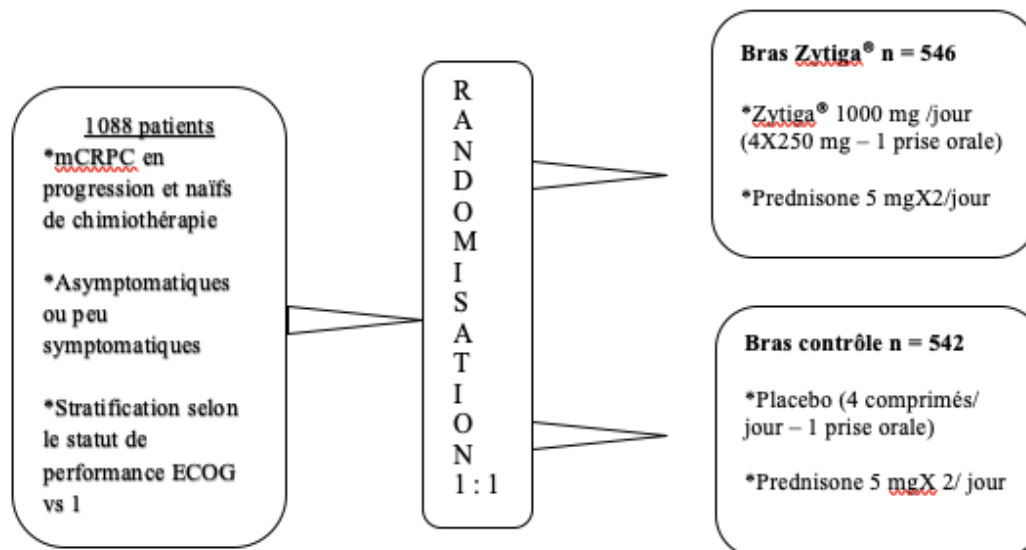 1088 patients
*mCRPC en
progression et naïfs
de chimiothérapie
*Asymptomatiques
ou peu
symptomatiques
*Stratification selon
le statut de
performance ECOG
vs 1
R
A
N
D
O
M
I
S
A
T
I
O
N
1 : 1
Bras Zytiga® n = 546
*Zytiga® 1000 mg /jour
(4X250 mg – 1 prise orale)
*Prednisone 5 mgX2/jour
Bras contrôle n = 542
*Placebo (4 comprimés/
jour – 1 prise orale)
*Prednisone 5 mgX 2/ jour